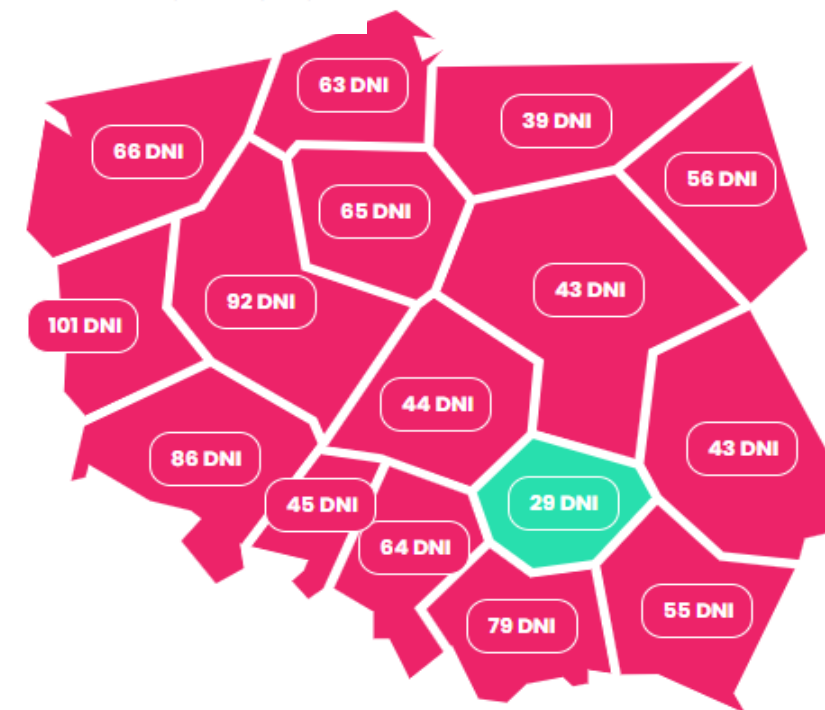 63 DNI
39 DNI
66 DNI
56 DNI
65 DNI
43 DNI
92 DNI
101 DNI
44 DNI
43 DNI
86 DNI
45 DNI
29 DNI
64 DNI
55 DNI
79 DNI